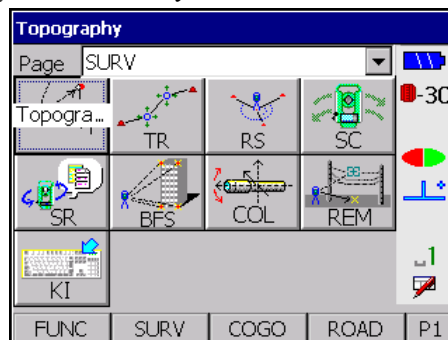 Topography
Page SURV
-30
Topogra...
TR RS SC
SR BFS COL REM
1
KI
FUNC SURV COGO ROAD P1